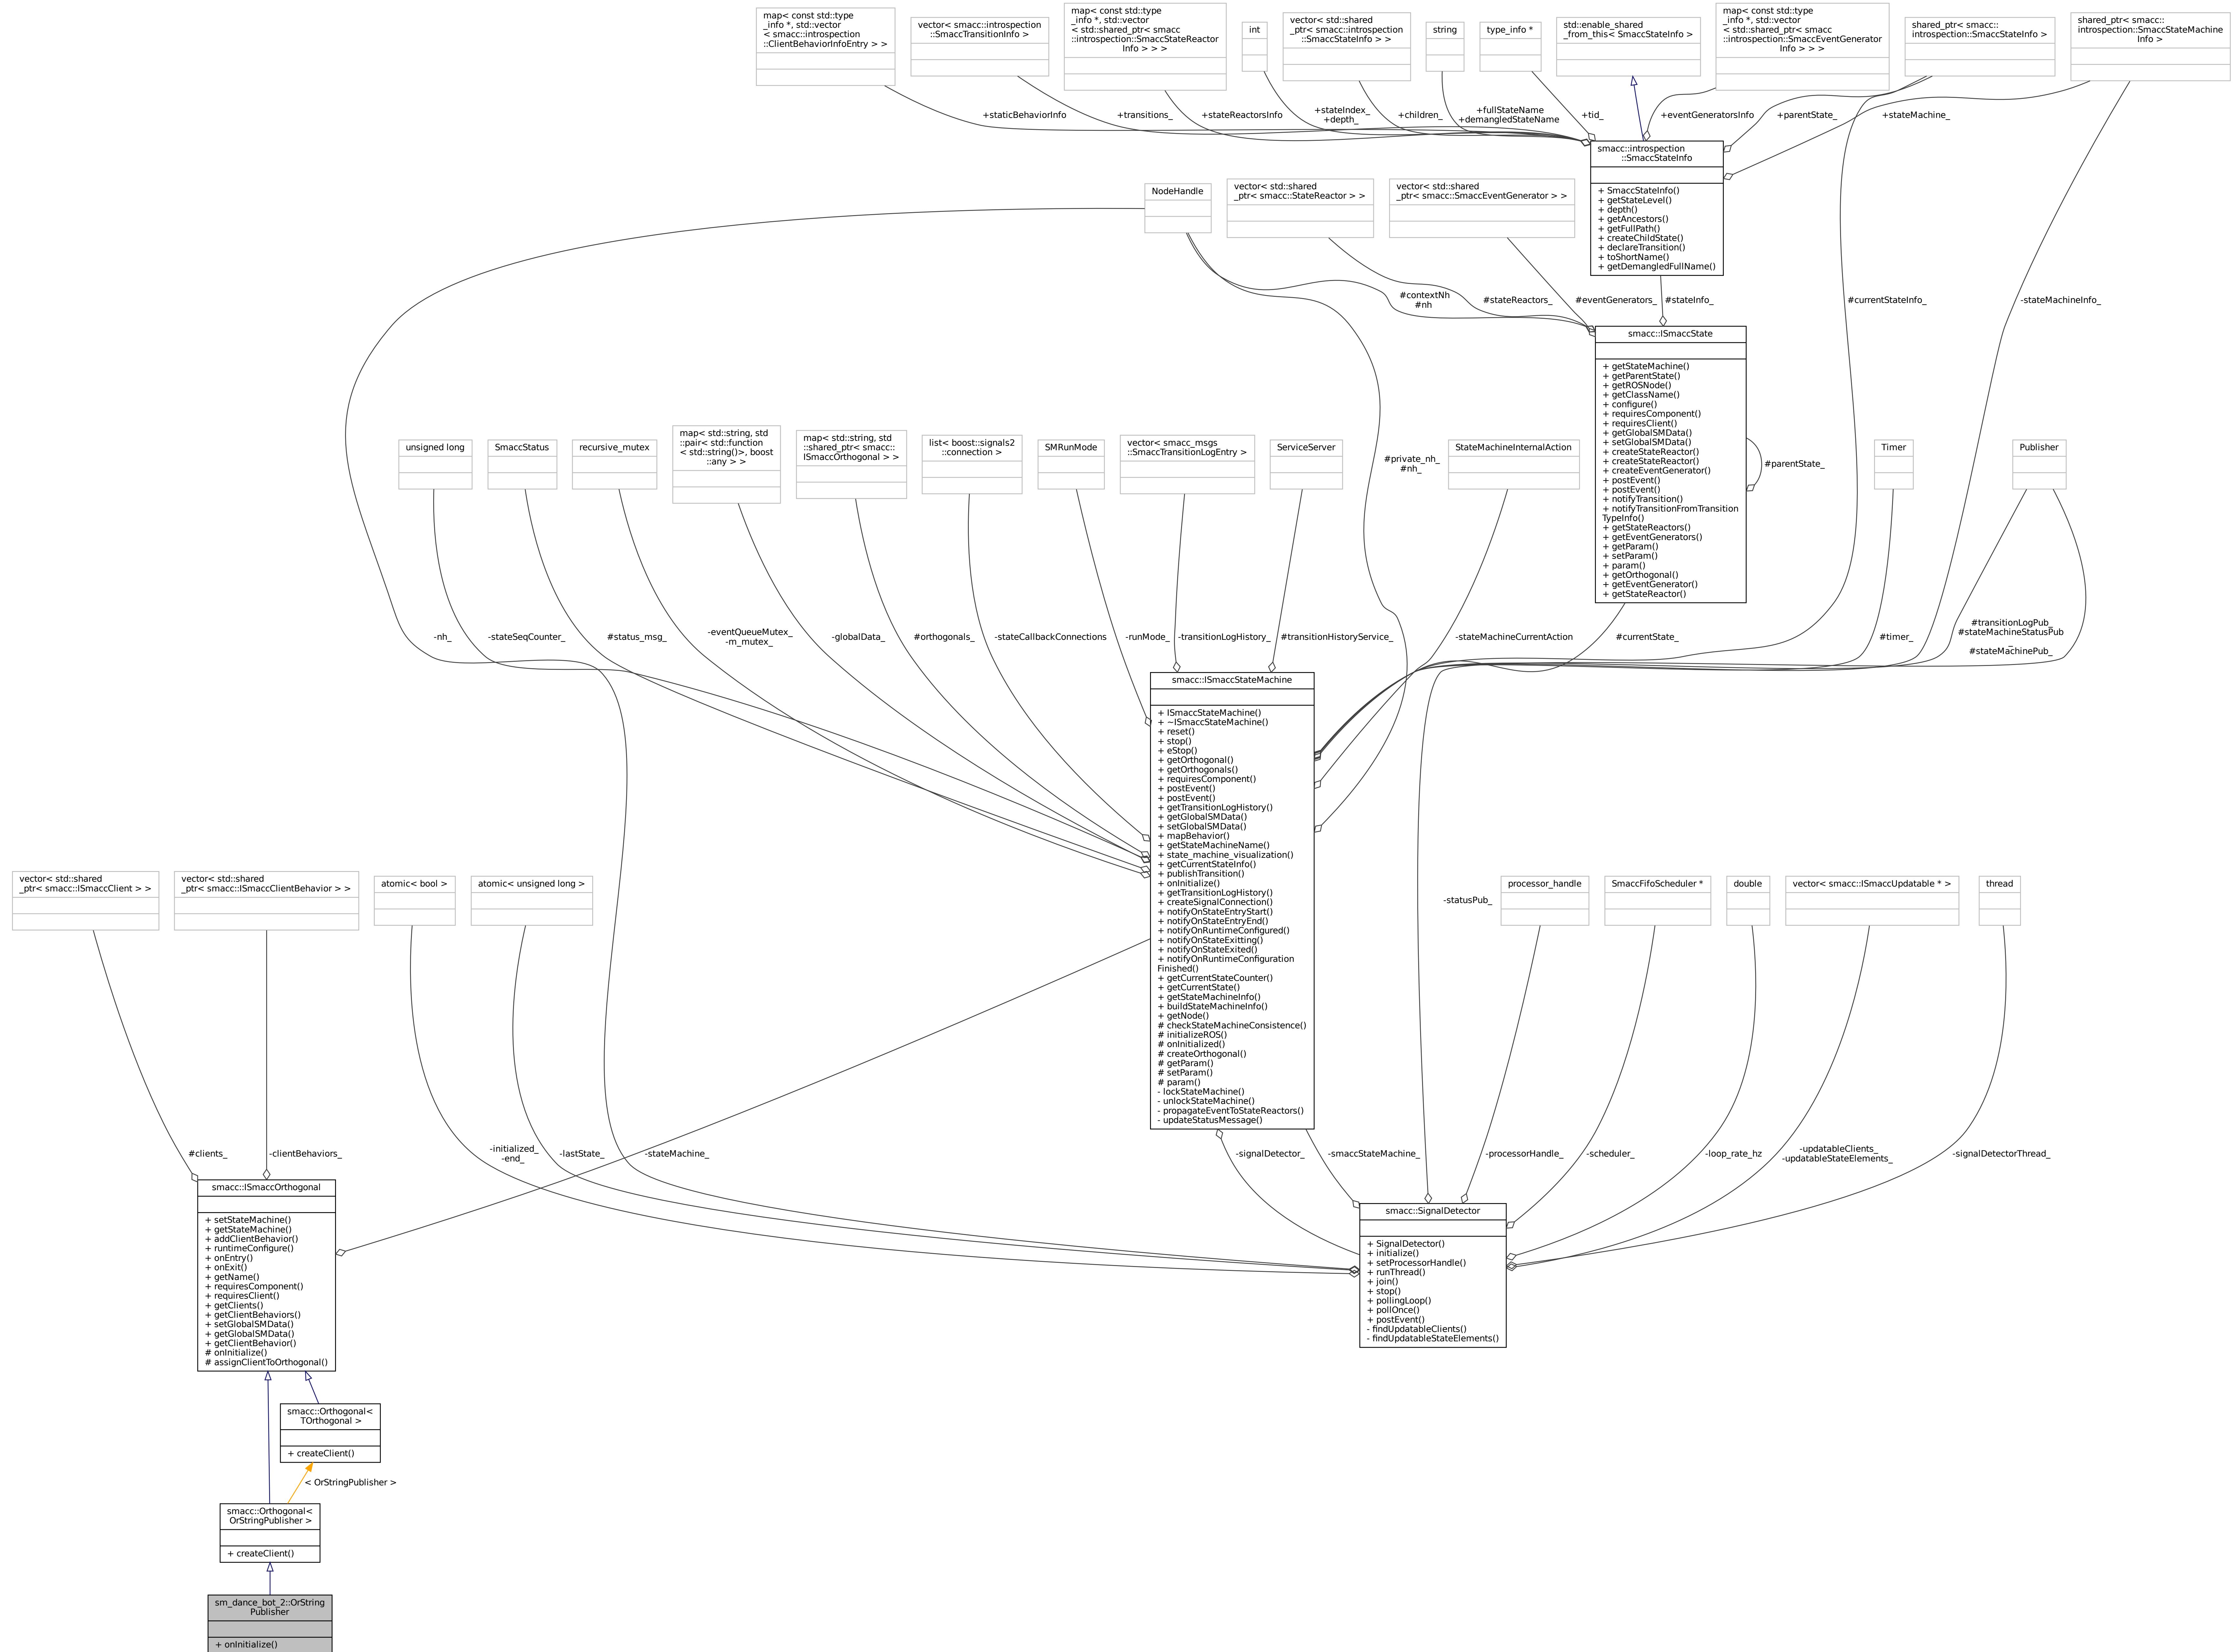 map< const std::type
_info *, std::vector
< smacc::introspection
::ClientBehaviorInfoEntry > >
vector< smacc::introspection
::SmaccTransitionInfo >
map< const std::type
_info *, std::vector
< std::shared_ptr< smacc
::introspection::SmaccStateReactor
Info > > >
int
vector< std::shared
_ptr< smacc::introspection
::SmaccStateInfo > >
string
type_info *
std::enable_shared
_from_this< SmaccStateInfo >
map< const std::type
_info *, std::vector
< std::shared_ptr< smacc
::introspection::SmaccEventGenerator
Info > > >
shared_ptr< smacc::
introspection::SmaccStateInfo >
shared_ptr< smacc::
introspection::SmaccStateMachine
Info >
+staticBehaviorInfo
+transitions_
+stateReactorsInfo
+stateIndex_
+depth_
+children_
+fullStateName
+demangledStateName
+tid_
+eventGeneratorsInfo
+parentState_
+stateMachine_
smacc::introspection
::SmaccStateInfo
+ SmaccStateInfo()
+ getStateLevel()
+ depth()
+ getAncestors()
+ getFullPath()
+ createChildState()
+ declareTransition()
+ toShortName()
+ getDemangledFullName()
NodeHandle
vector< std::shared
_ptr< smacc::StateReactor > >
vector< std::shared
_ptr< smacc::SmaccEventGenerator > >
#contextNh
#nh
#stateReactors_
#eventGenerators_
#stateInfo_
#currentStateInfo_
-stateMachineInfo_
smacc::ISmaccState
+ getStateMachine()
+ getParentState()
+ getROSNode()
+ getClassName()
+ configure()
+ requiresComponent()
+ requiresClient()
+ getGlobalSMData()
+ setGlobalSMData()
+ createStateReactor()
+ createStateReactor()
+ createEventGenerator()
+ postEvent()
+ postEvent()
+ notifyTransition()
+ notifyTransitionFromTransition
TypeInfo()
+ getStateReactors()
+ getEventGenerators()
+ getParam()
+ setParam()
+ param()
+ getOrthogonal()
+ getEventGenerator()
+ getStateReactor()
#parentState_
unsigned long
SmaccStatus
recursive_mutex
map< std::string, std
::pair< std::function
< std::string()>, boost
::any > >
map< std::string, std
::shared_ptr< smacc::
ISmaccOrthogonal > >
list< boost::signals2
::connection >
SMRunMode
vector< smacc_msgs
::SmaccTransitionLogEntry >
ServiceServer
#private_nh_
#nh_
StateMachineInternalAction
Timer
Publisher
-nh_
-stateSeqCounter_
#status_msg_
-eventQueueMutex_
-m_mutex_
-globalData_
#orthogonals_
-stateCallbackConnections
-runMode_
-transitionLogHistory_
#transitionHistoryService_
-stateMachineCurrentAction
#currentState_
#timer_
#transitionLogPub_
#stateMachineStatusPub
_
#stateMachinePub_
smacc::ISmaccStateMachine
+ ISmaccStateMachine()
+ ~ISmaccStateMachine()
+ reset()
+ stop()
+ eStop()
+ getOrthogonal()
+ getOrthogonals()
+ requiresComponent()
+ postEvent()
+ postEvent()
+ getTransitionLogHistory()
+ getGlobalSMData()
+ setGlobalSMData()
+ mapBehavior()
+ getStateMachineName()
+ state_machine_visualization()
+ getCurrentStateInfo()
+ publishTransition()
+ onInitialize()
+ getTransitionLogHistory()
+ createSignalConnection()
+ notifyOnStateEntryStart()
+ notifyOnStateEntryEnd()
+ notifyOnRuntimeConfigured()
+ notifyOnStateExitting()
+ notifyOnStateExited()
+ notifyOnRuntimeConfiguration
Finished()
+ getCurrentStateCounter()
+ getCurrentState()
+ getStateMachineInfo()
+ buildStateMachineInfo()
+ getNode()
# checkStateMachineConsistence()
# initializeROS()
# onInitialized()
# createOrthogonal()
# getParam()
# setParam()
# param()
- lockStateMachine()
- unlockStateMachine()
- propagateEventToStateReactors()
- updateStatusMessage()
vector< std::shared
_ptr< smacc::ISmaccClient > >
vector< std::shared
_ptr< smacc::ISmaccClientBehavior > >
atomic< bool >
atomic< unsigned long >
-statusPub_
processor_handle
SmaccFifoScheduler *
double
vector< smacc::ISmaccUpdatable * >
thread
#clients_
-clientBehaviors_
-initialized_
-end_
-lastState_
-stateMachine_
-signalDetector_
-smaccStateMachine_
-processorHandle_
-scheduler_
-loop_rate_hz
-updatableClients_
-updatableStateElements_
-signalDetectorThread_
smacc::ISmaccOrthogonal
+ setStateMachine()
+ getStateMachine()
+ addClientBehavior()
+ runtimeConfigure()
+ onEntry()
+ onExit()
+ getName()
+ requiresComponent()
+ requiresClient()
+ getClients()
+ getClientBehaviors()
+ setGlobalSMData()
+ getGlobalSMData()
+ getClientBehavior()
# onInitialize()
# assignClientToOrthogonal()
smacc::SignalDetector
+ SignalDetector()
+ initialize()
+ setProcessorHandle()
+ runThread()
+ join()
+ stop()
+ pollingLoop()
+ pollOnce()
+ postEvent()
- findUpdatableClients()
- findUpdatableStateElements()
smacc::Orthogonal<
TOrthogonal >
+ createClient()
< OrStringPublisher >
smacc::Orthogonal<
OrStringPublisher >
+ createClient()
sm_dance_bot_2::OrString
Publisher
+ onInitialize()